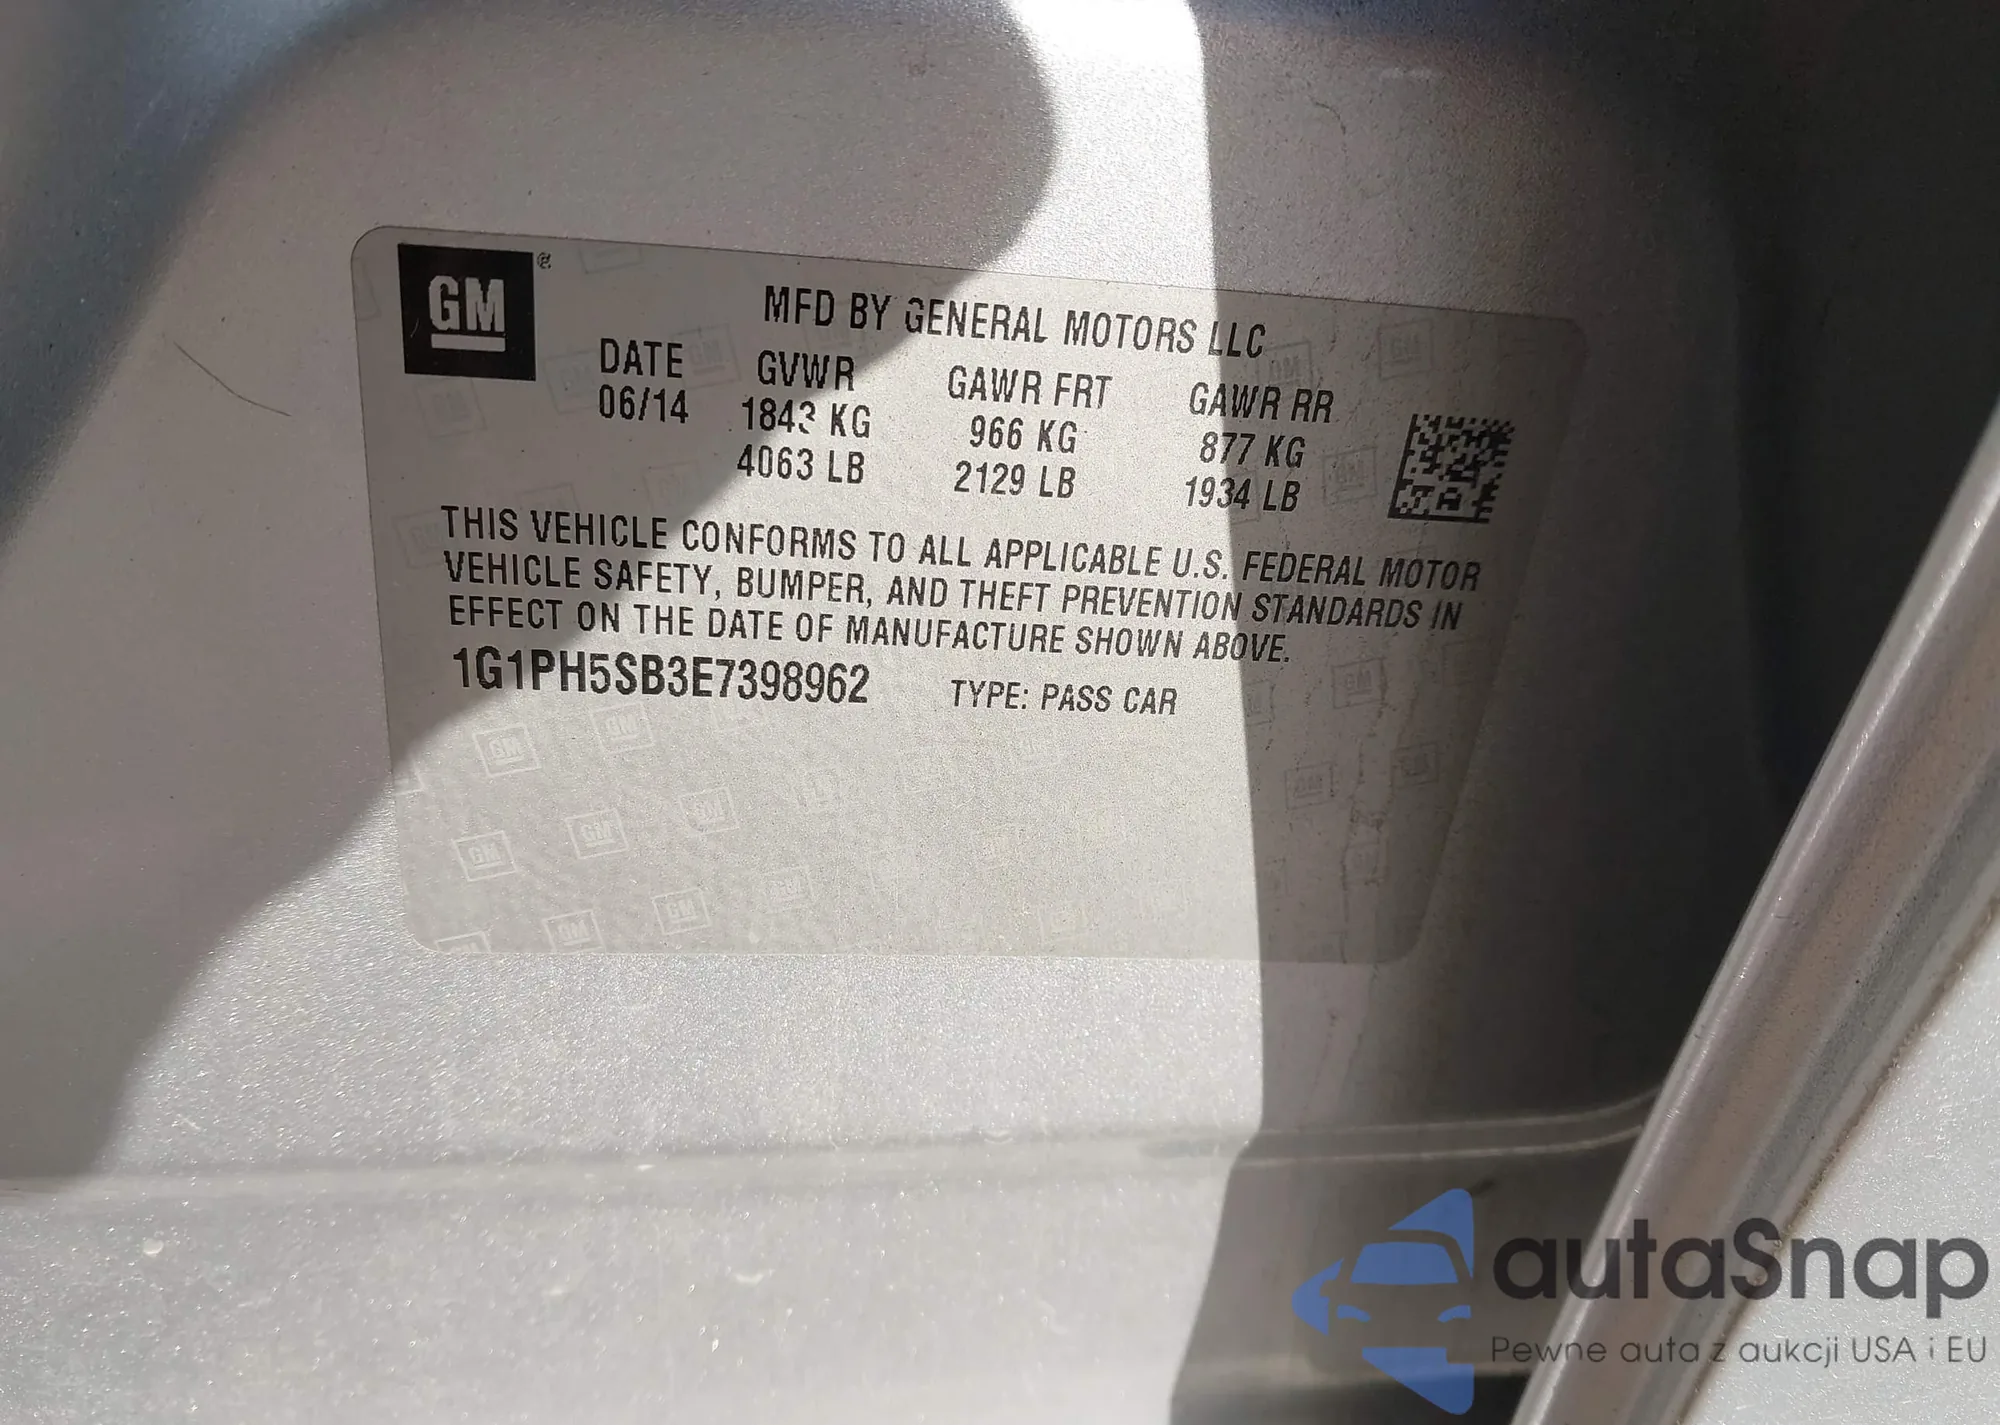 GM
MFD BY GENERAL MOTORS LLC
DATE GVWR GAWR FRT GAWR RR
06/14 1843 KG 966 KG 877 KG
4063 LB 2129 LB 1934 LB
THIS VEHICLE CONFORMS TO ALL APPLICABLE U.S. FEDERAL MOTOR
VEHICLE SAFETY, BUMPER, AND THEFT PREVENTION STANDARDS IN
EFFECT ON THE DATE OF MANUFACTURE SHOWN ABOVE.
1G1PH5SB3E7398962 TYPE: PASS CAR
autaSnap
Pewne auta z aukcji USA i EU